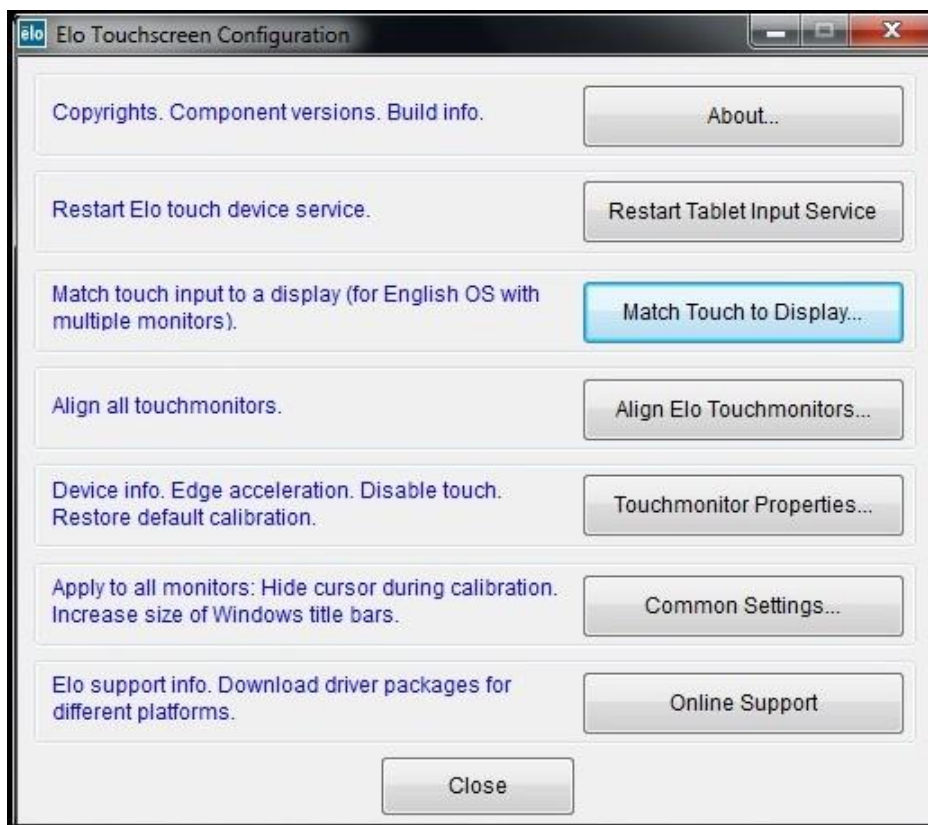 elo Elo Touchscreen Configuration
Copyrights. Component versions. Build info.
About...
Restart Elo touch device service.
Restart Tablet Input Service
Match touch input to a display (for English OS with
multiple monitors).
Match Touch to Display...
Align all touchmonitors.
Align Elo Touchmonitors...
Device info. Edge acceleration. Disable touch.
Restore default calibration.
Touchmonitor Properties...
Apply to all monitors: Hide cursor during calibration.
Increase size of Windows title bars.
Common Settings...
Elo support info. Download driver packages for
different platforms.
Online Support
Close